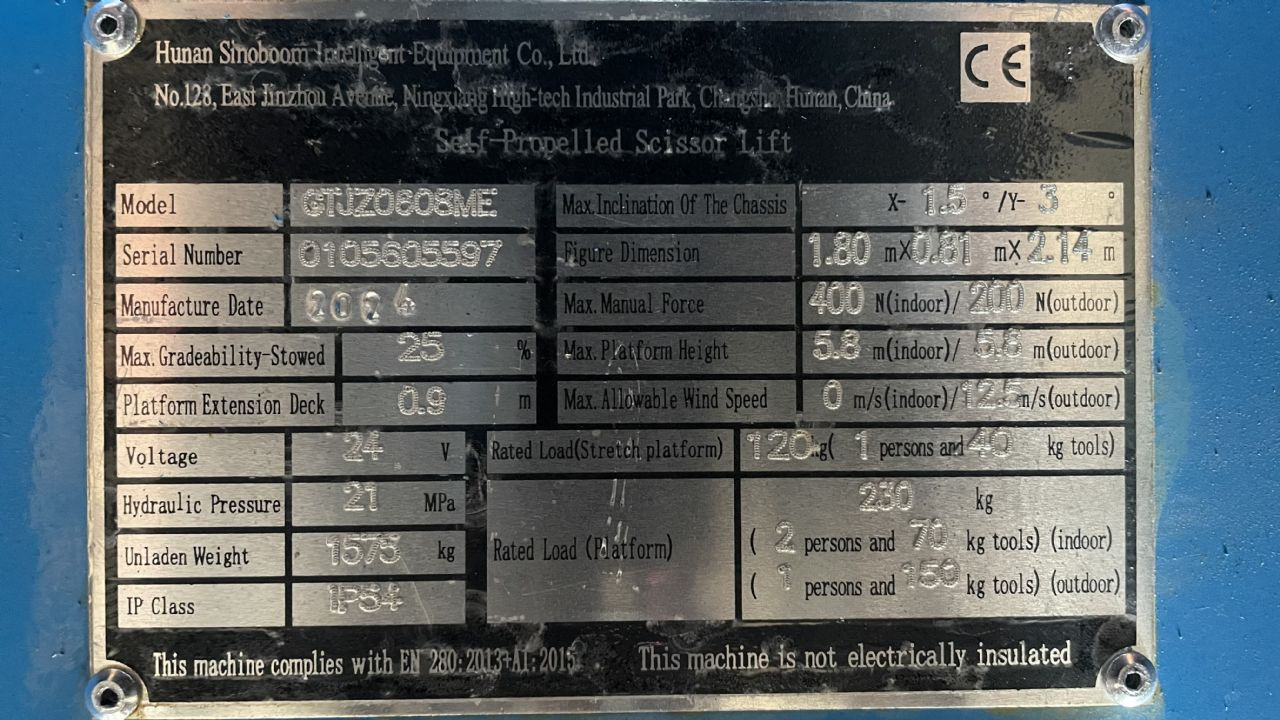 Hunan Sinoboom Intelligent Equipment Co., Ltd.
No.128, East Jinzhou Avenue, Ningxiang High-tech Industrial Park, Changsha, Hunan, China.
CE
Self-Propelled Scissor Lift
Model GTJZ0608ME Max. Inclination Of The Chassis X- 1.5 ° /Y- 3 °
Serial Number 0105605597 Figure Dimension 1.80 mX 0.81 mX 2.14 m
Manufacture Date Max. Manual Force 400 N(indoor)/ 200 N(outdoor)
Max. Gradeability-Stowed 25 % Max. Platform Height 5.8 m(indoor)/ 5.8 m(outdoor)
Platform Extension Deck 0.9 m Max. Allowable Wind Speed 0 m/s(indoor)/ 12.5 m/s(outdoor)
Voltage 24 V Rated Load(Stretch platform) 120 kg( 1 persons and 40 kg tools)
Hydraulic Pressure 21 MPa 230 kg
Unladen Weight 1575 kg Rated Load (Platform) ( 2 persons and 70 kg tools) (indoor)
IP Class IP54 ( 1 persons and 150 kg tools) (outdoor)
This machine complies with EN 280:2013+A1:2015 This machine is not electrically insulated